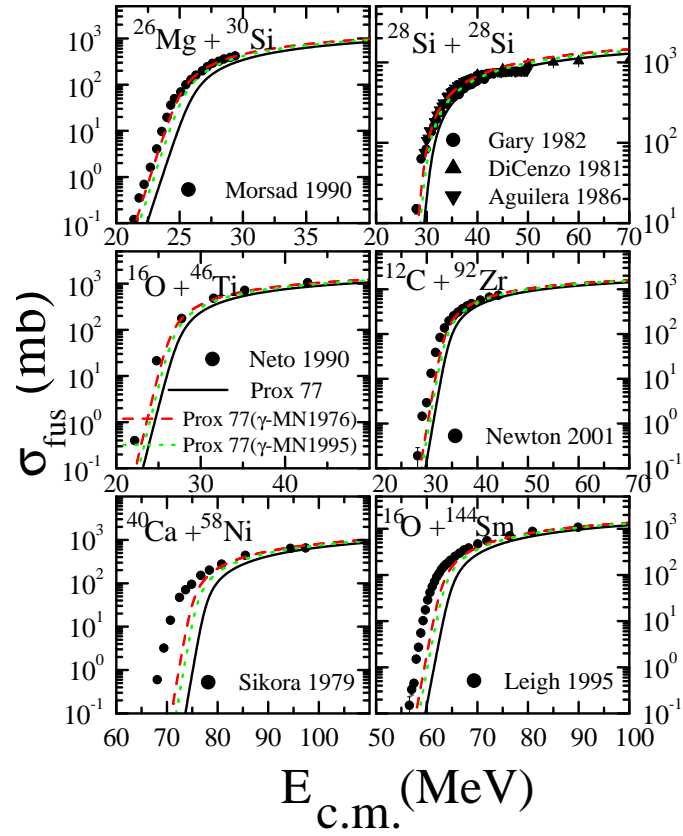 ²⁶Mg + ³⁰Si
10³
10²
10¹
10⁰
10⁻¹
Morsad 1990
20 25 30 35
²⁸Si + ²⁸Si
10³
10²
10¹
Gary 1982
DiCenzo 1981
Aguilera 1986
20 30 40 50 60 70
¹⁶O + ⁴⁶Ti
10³
10²
10¹
10⁰
10⁻¹
Neto 1990
Prox 77
Prox 77(γ-MN1976)
Prox 77(γ-MN1995)
20 30 40
¹²C + ⁹²Zr
10³
10²
10¹
10⁰
10⁻¹
Newton 2001
20 30 40 50 60 70
⁴⁰Ca + ⁵⁸Ni
10³
10²
10¹
10⁰
10⁻¹
Sikora 1979
60 70 80 90 100
¹⁶O + ¹⁴⁴Sm
10³
10²
10¹
10⁰
10⁻¹
Leigh 1995
50 60 70 80 90 100
σfus (mb)
Ec.m. (MeV)